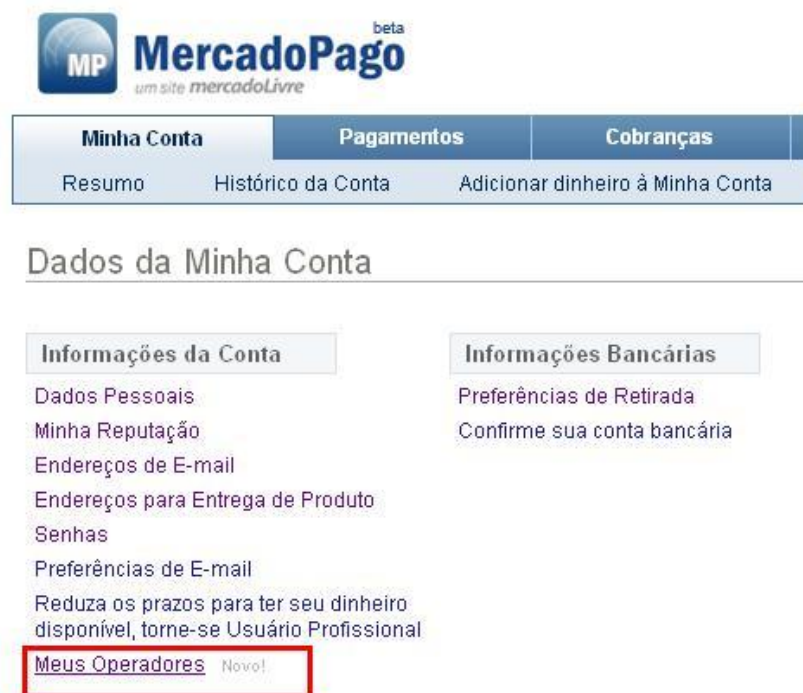 MP
MercadoPago
beta
um site mercadoLivre
Minha Conta Pagamentos Cobranças
Resumo Histórico da Conta Adicionar dinheiro à Minha Conta
Dados da Minha Conta
Informações da Conta
Dados Pessoais
Minha Reputação
Endereços de E-mail
Endereços para Entrega de Produto
Senhas
Preferências de E-mail
Reduza os prazos para ter seu dinheiro
disponível, torne-se Usuário Profissional
Meus Operadores Novo!
Informações Bancárias
Preferências de Retirada
Confirme sua conta bancária